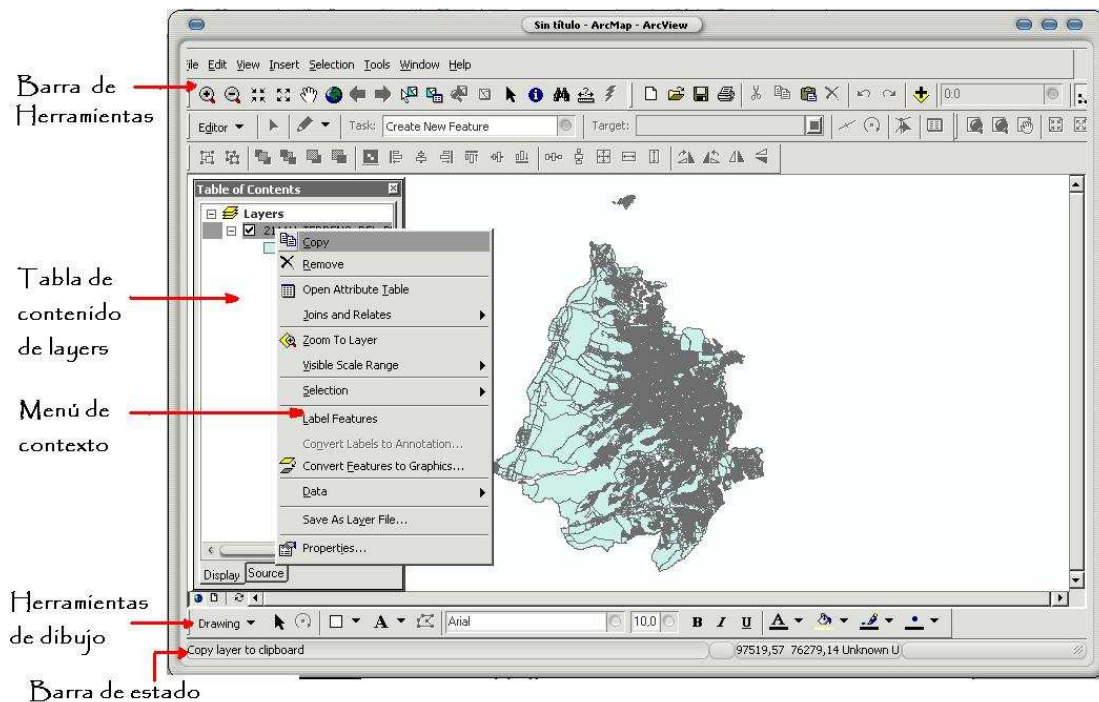 Sin título - ArcMap - ArcView
ile Edit View Insert Selection Tools Window Help
Barra de
Herramientas
0:0
Editor Task: Create New Feature Target:
Table of Contents
Layers
Copy
Remove
Open Attribute Table
Joins and Relates
Zoom To Layer
Visible Scale Range
Selection
Label Features
Convert Labels to Annotation...
Convert Features to Graphics...
Data
Save As Layer File...
Properties...
Tabla de
contenido
de layers
Menú de
contexto
Display Source
Herramientas
de dibujo
Drawing A Arial 10,0 B I U A
Copy layer to clipboard 97519,57 76279,14 Unknown U
Barra de estado